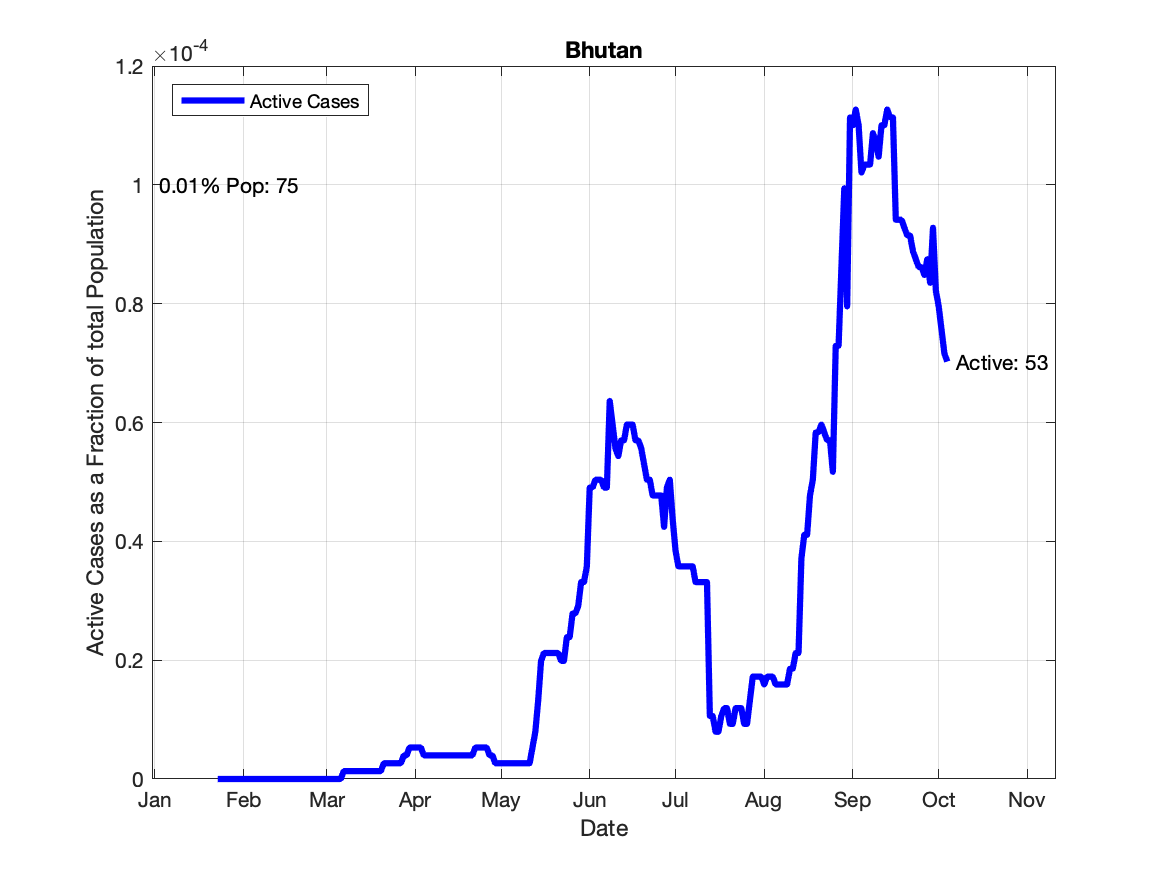 Bhutan
×10-4
Active Cases
1.2
1
0.8
0.6
0.4
0.2
0
0.01% Pop: 75
Active: 53
Active Cases as a Fraction of total Population
Jan Feb Mar Apr May Jun Jul Aug Sep Oct Nov
Date